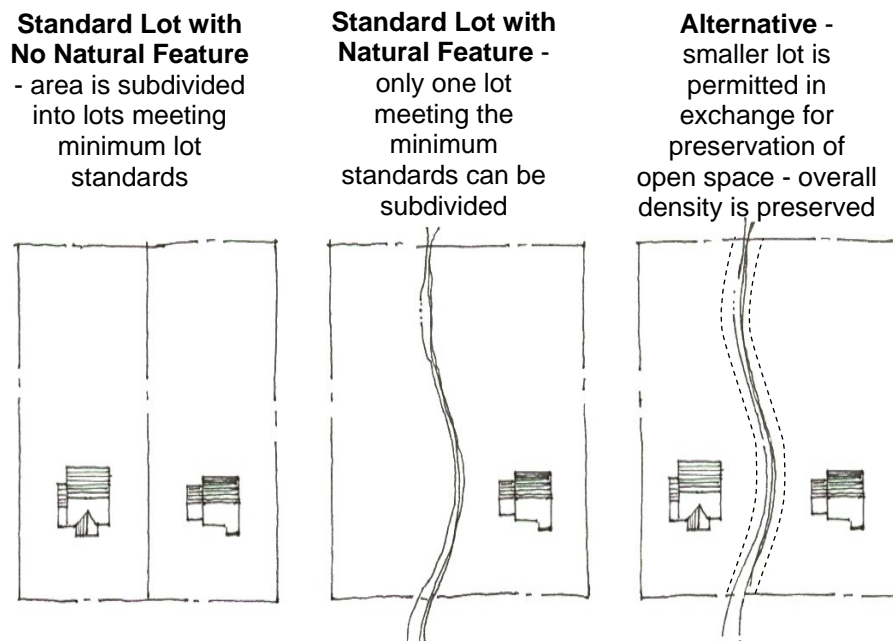 Standard Lot with
No Natural Feature
- area is subdivided
into lots meeting
minimum lot
standards
Standard Lot with
Natural Feature -
only one lot
meeting the
minimum
standards can be
subdivided
Alternative -
smaller lot is
permitted in
exchange for
preservation of
open space - overall
density is preserved